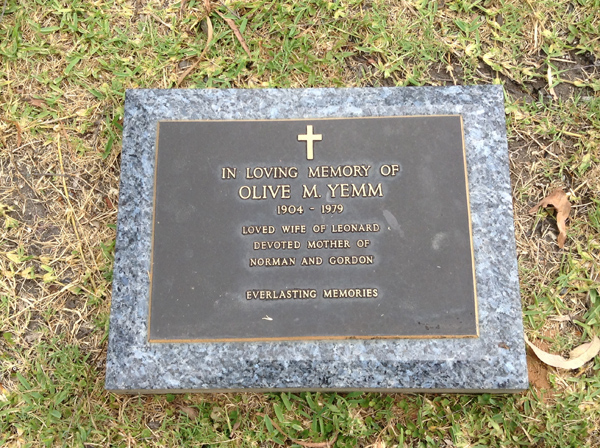 IN LOVING MEMORY OF
OLIVE M. YEMM
1904 - 1979
LOVED WIFE OF LEONARD
DEVOTED MOTHER OF
NORMAN AND GORDON
EVERLASTING MEMORIES